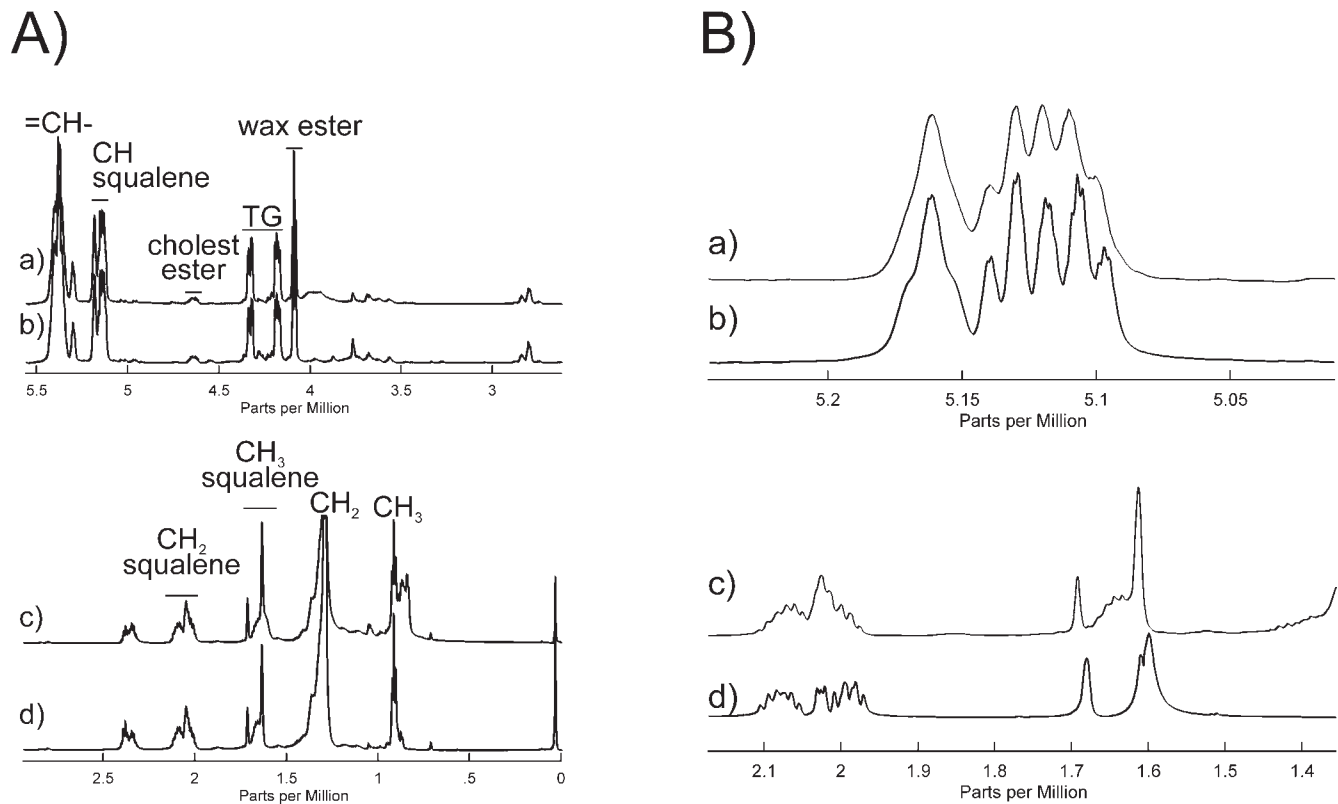 A)
=CH-
CH
squalene
wax ester
TG
cholest
ester
a)
b)
5.5 5 4.5 4 3.5 3
Parts per Million
CH3
squalene
CH2
CH3
CH2
squalene
c)
d)
2.5 2 1.5 1 0.5 0
Parts per Million
B)
a)
b)
5.2 5.15 5.1 5.05
Parts per Million
c)
d)
2.1 2 1.9 1.8 1.7 1.6 1.5 1.4
Parts per Million